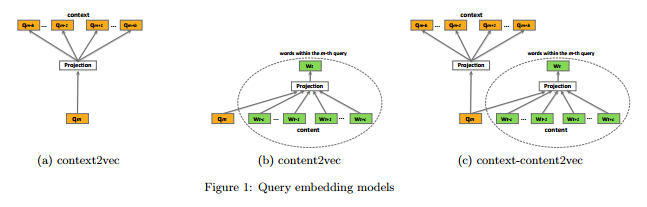 context
qm-k ... qm-1 qm+1 ... qm+k
Projection
qm
(a) context2vec
words within the m-th query
wt
Projection
qm wt-c ... wt-1 wt+1 ... wt+c
content
(b) content2vec
context
qm-k ... qm-1 qm+1 ... qm+k
Projection
words within the m-th query
wt
Projection
qm wt-c ... wt-1 wt+1 ... wt+c
content
(c) context-content2vec
Figure 1: Query embedding models